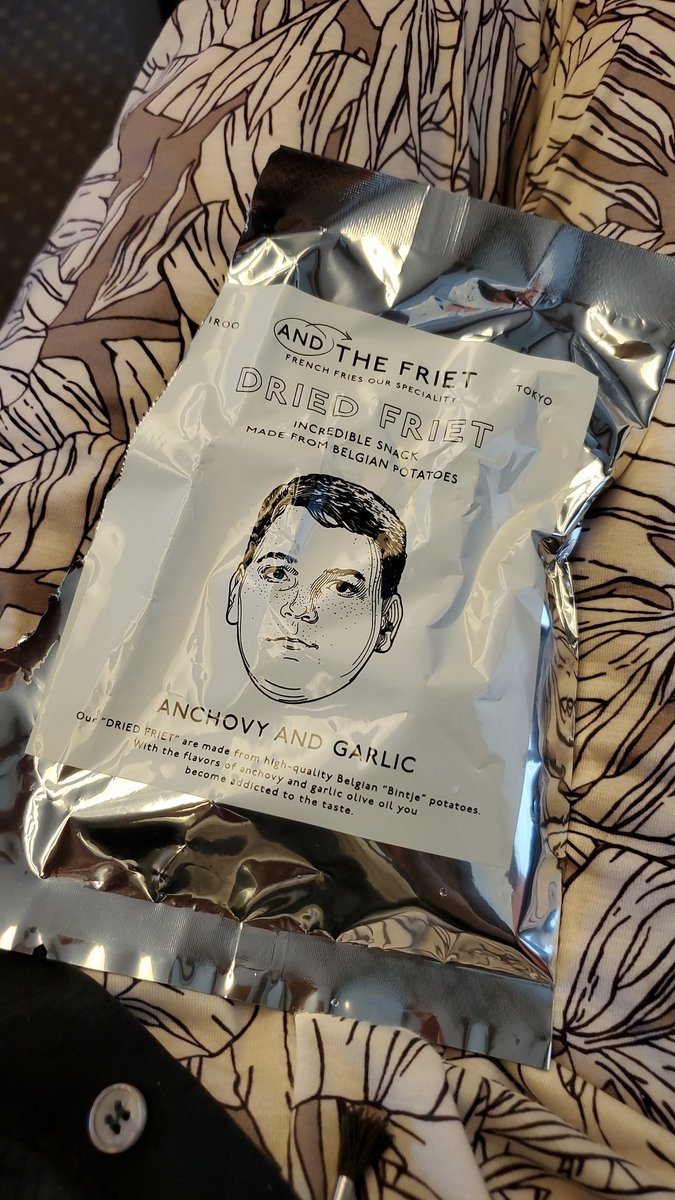 AND THE FRIET
FRENCH FRIES OUR SPECIALITY
TOKYO
DRIED FRIET
INCREDIBLE SNACK
MADE FROM BELGIAN POTATOES
ANCHOVY AND GARLIC
Our "DRIED FRIET" are made from high-quality Belgian "Bintje" potatoes.
With the flavors of anchovy and garlic olive oil you
become addicted to the taste.